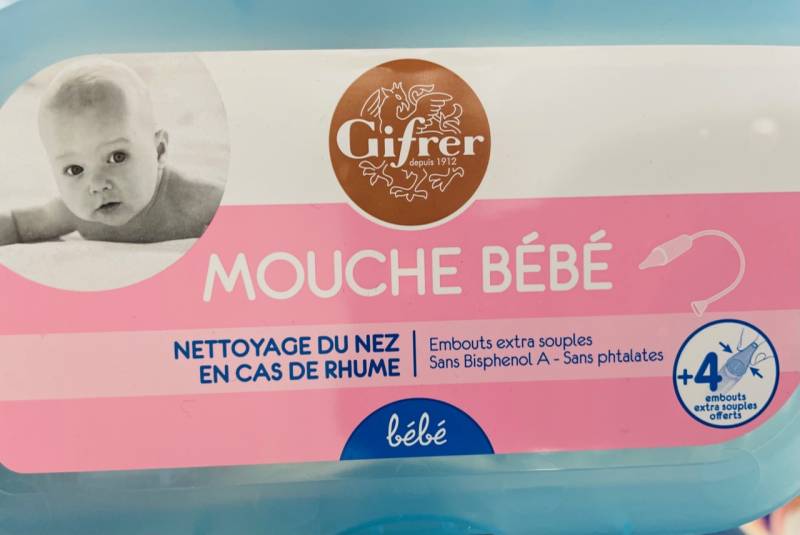 Gifrer
depuis 1912
MOUCHE BÉBÉ
NETTOYAGE DU NEZ
EN CAS DE RHUME
Embouts extra souples
Sans Bisphenol A - Sans phtalates
+4
embouts
extra souples
offerts
bébé